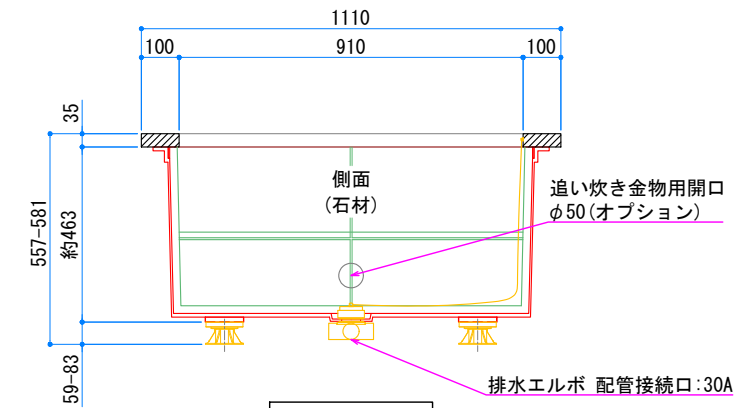 1110
100
910
100
35
側面
(石材)
追い炊き金物用開口
φ50(オプション)
557-581
約463
59-83
排水エルボ 配管接続口:30A